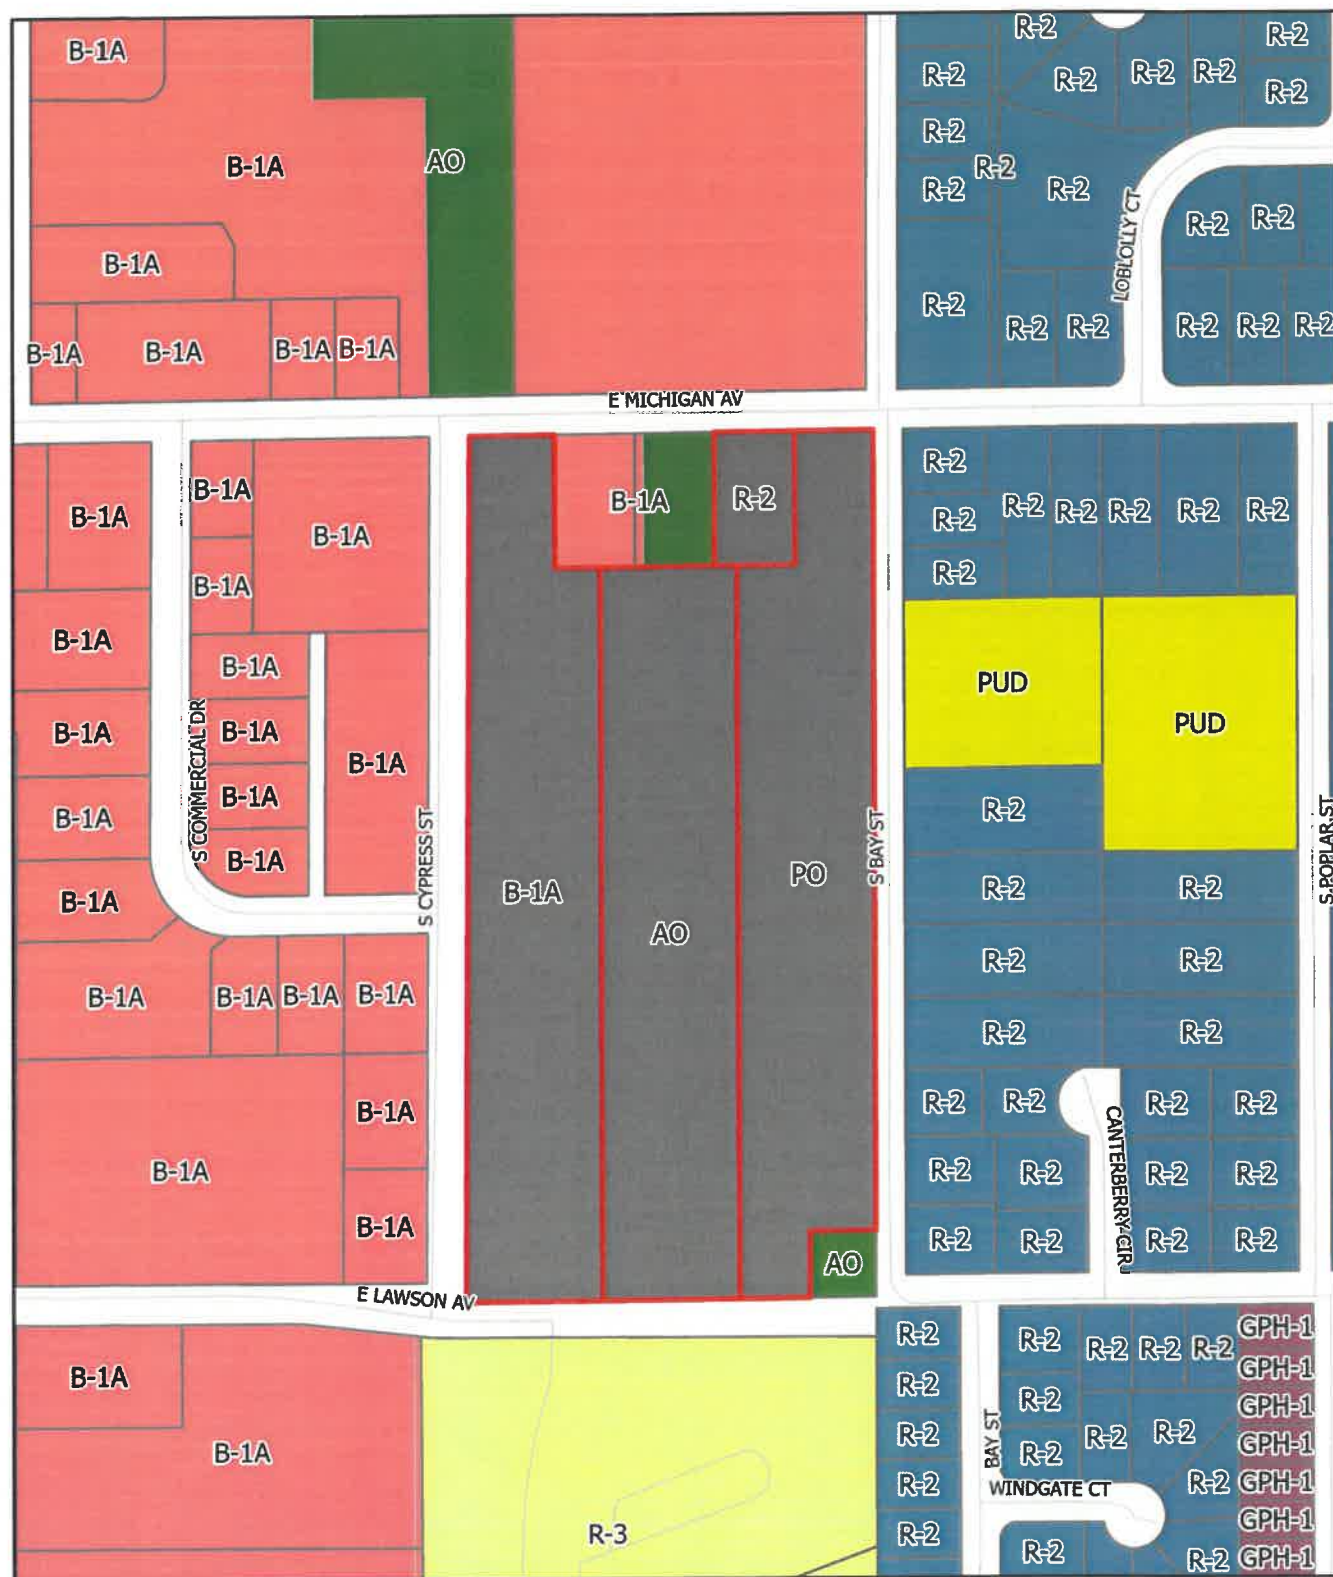 B-1A
R-2
R-2
R-2
R-2
R-2
R-2
R-2
R-2
R-2
B-1A
AO
R-2
R-2
R-2
LOBLOLLY CT
R-2
R-2
B-1A
R-2
R-2
R-2
R-2
R-2
R-2
B-1A
B-1A
B-1A
B-1A
E MICHIGAN AV
B-1A
B-1A
B-1A
B-1A
R-2
R-2
R-2
R-2
R-2
R-2
R-2
R-2
B-1A
R-2
B-1A
PUD
B-1A
PUD
B-1A
B-1A
S COMMERCIAL DR
B-1A
B-1A
B-1A
B-1A
R-2
B-1A
B-1A
S CYPRESS ST
B-1A
AO
PO
S BAY ST
R-2
R-2
S POPLAR ST
R-2
R-2
B-1A
B-1A
B-1A
B-1A
R-2
R-2
B-1A
R-2
R-2
CANTERBERRY CIR
R-2
R-2
B-1A
R-2
R-2
R-2
R-2
B-1A
R-2
R-2
R-2
R-2
AO
E LAWSON AV
B-1A
R-2
R-2
R-2
R-2
R-2
GPH-1
GPH-1
R-2
R-2
GPH-1
B-1A
R-2
BAY ST
R-2
R-2
R-2
GPH-1
R-2
WINDGATE CT
R-2
GPH-1
R-3
R-2
GPH-1
R-2
R-2
GPH-1